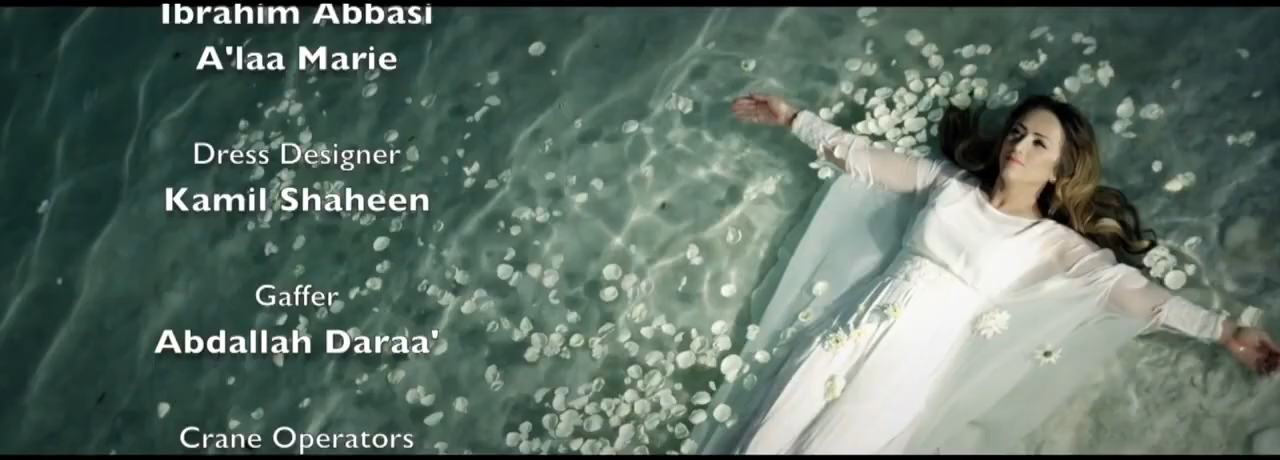 Ibrahim Abbasi
A'laa Marie
Dress Designer
Kamil Shaheen
Gaffer
Abdallah Daraa'
Crane Operators